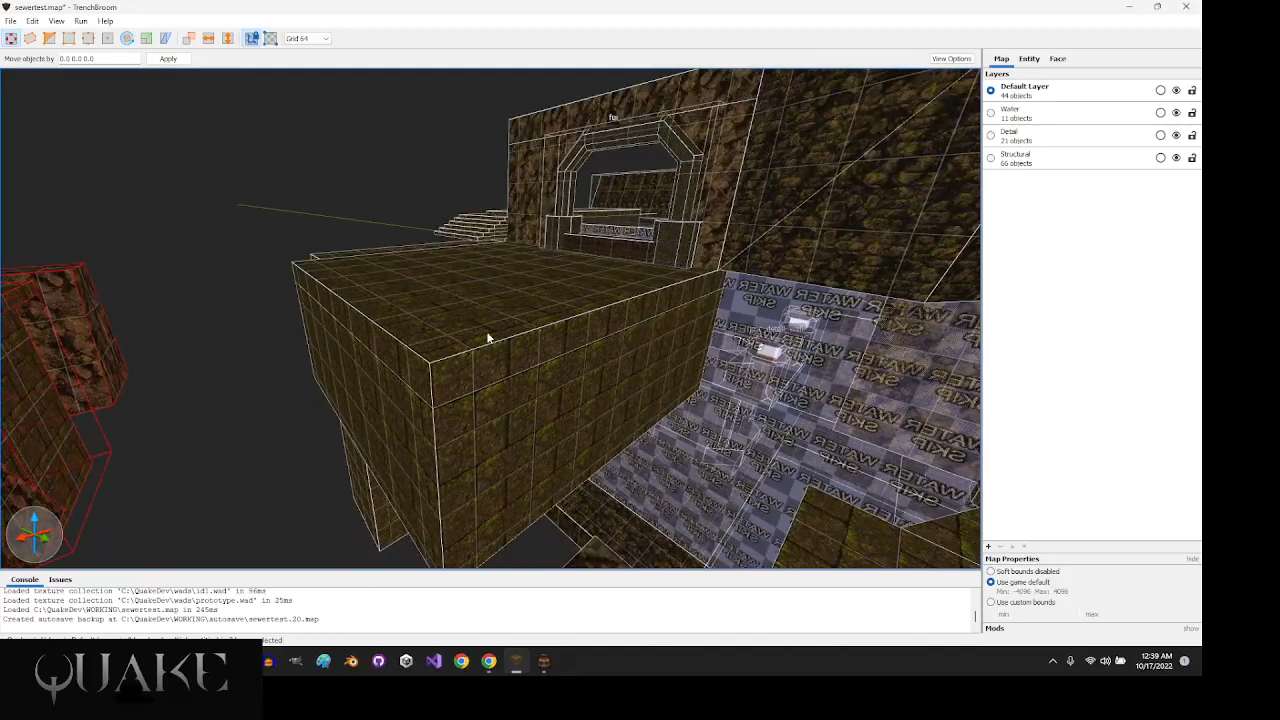 sewertest.map* - TrenchBroom
File Edit View Run Help
Grid 64
Move objects by 0.0 0.0 0.0 Apply View Options
Map Entity Face
Layers
Default Layer
44 objects
Water
11 objects
Detail
21 objects
Structural
66 objects
WATER SKIP
Map Properties hide
Soft bounds disabled
Use game default
Min: -4096 Max: 4096
Use custom bounds
min max
Mods show
Console Issues
Loaded texture collection 'C:\QuakeDev\wads\id1.wad' in 96ms
Loaded texture collection 'C:\QuakeDev\wads\prototype.wad' in 25ms
Loaded C:\QuakeDev\WORKING\sewertest.map in 245ms
Created autosave backup at C:\QuakeDev\WORKING\autosave\sewertest.20.map
QUAKE
12:39 AM
10/17/2022